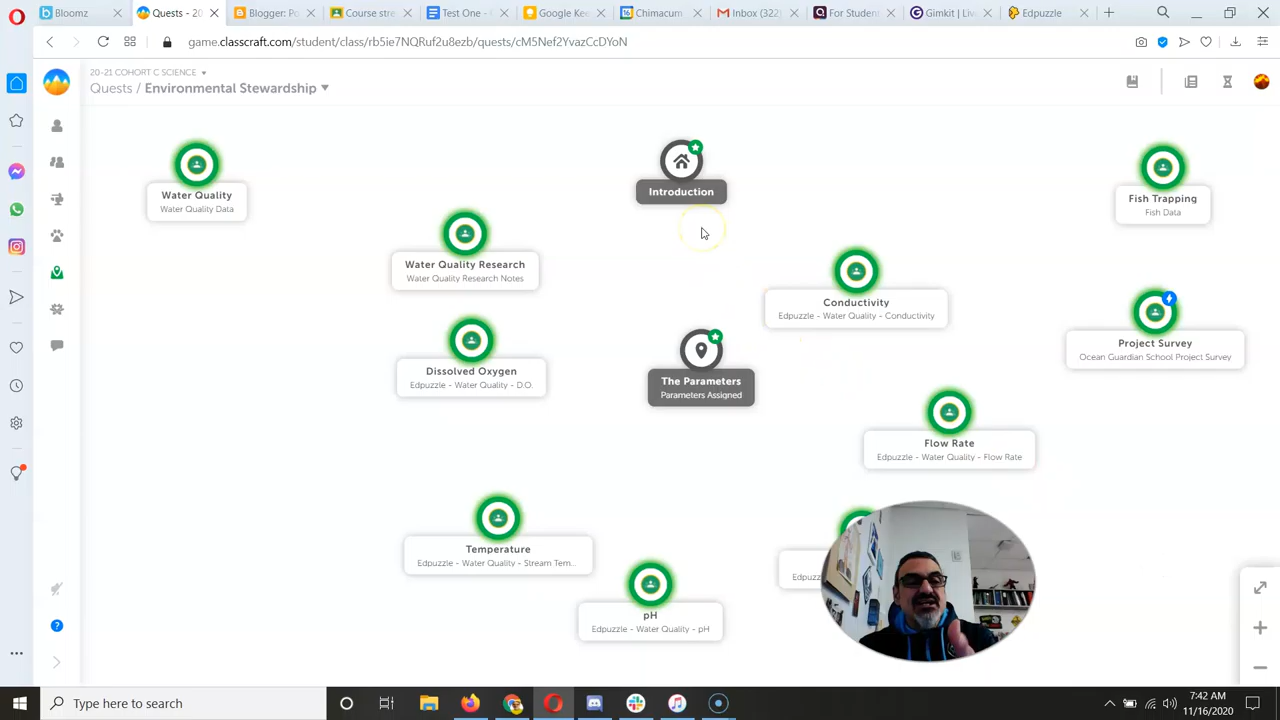 Bloomz
Quests - 20
Blogger: Po
Course stre
Test One: D
Google Kee
Chimacum
Gmail (322)
For Student
Gimkit | Liv
Edpuzzle
game.classcraft.com/student/class/rb5ie7NQRuf2u8ezb/quests/cM5Nef2YvazCcDYoN
20-21 COHORT C SCIENCE
Quests / Environmental Stewardship
Introduction
Water Quality
Water Quality Data
Fish Trapping
Fish Data
Water Quality Research
Water Quality Research Notes
Conductivity
Edpuzzle - Water Quality - Conductivity
Project Survey
Ocean Guardian School Project Survey
Dissolved Oxygen
Edpuzzle - Water Quality - D.O.
The Parameters
Parameters Assigned
Flow Rate
Edpuzzle - Water Quality - Flow Rate
Temperature
Edpuzzle - Water Quality - Stream Tem...
Edpuzz
pH
Edpuzzle - Water Quality - pH
Type here to search
7:42 AM
11/16/2020